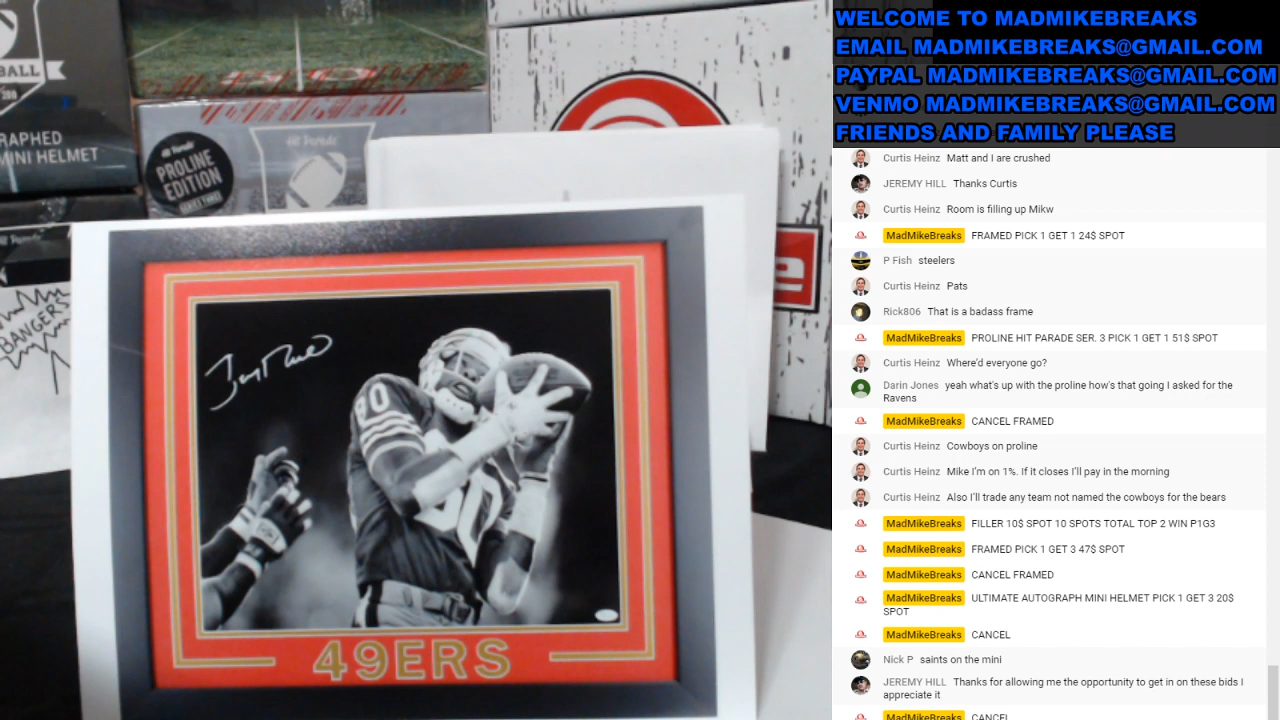 WELCOME TO MADMIKEBREAKS
EMAIL MADMIKEBREAKS@GMAIL.COM
PAYPAL MADMIKEBREAKS@GMAIL.COM
VENMO MADMIKEBREAKS@GMAIL.COM
FRIENDS AND FAMILY PLEASE
RAPHED
MINI HELMET
Hit Parade
PROLINE
EDITION
SERIES THREE
Hit Parade
BANGERS
49ERS
80
Curtis Heinz Matt and I are crushed
JEREMY HILL Thanks Curtis
Curtis Heinz Room is filling up Mikw
MadMikeBreaks FRAMED PICK 1 GET 1 24$ SPOT
P Fish steelers
Curtis Heinz Pats
Rick806 That is a badass frame
MadMikeBreaks PROLINE HIT PARADE SER. 3 PICK 1 GET 1 51$ SPOT
Curtis Heinz Where'd everyone go?
Darin Jones yeah what's up with the proline how's that going I asked for the
Ravens
MadMikeBreaks CANCEL FRAMED
Curtis Heinz Cowboys on proline
Curtis Heinz Mike I'm on 1%. If it closes I'll pay in the morning
Curtis Heinz Also I'll trade any team not named the cowboys for the bears
MadMikeBreaks FILLER 10$ SPOT 10 SPOTS TOTAL TOP 2 WIN P1G3
MadMikeBreaks FRAMED PICK 1 GET 3 47$ SPOT
MadMikeBreaks CANCEL FRAMED
MadMikeBreaks ULTIMATE AUTOGRAPH MINI HELMET PICK 1 GET 3 20$
SPOT
MadMikeBreaks CANCEL
Nick P saints on the mini
JEREMY HILL Thanks for allowing me the opportunity to get in on these bids I
appreciate it
MadMikeBreaks CANCEL